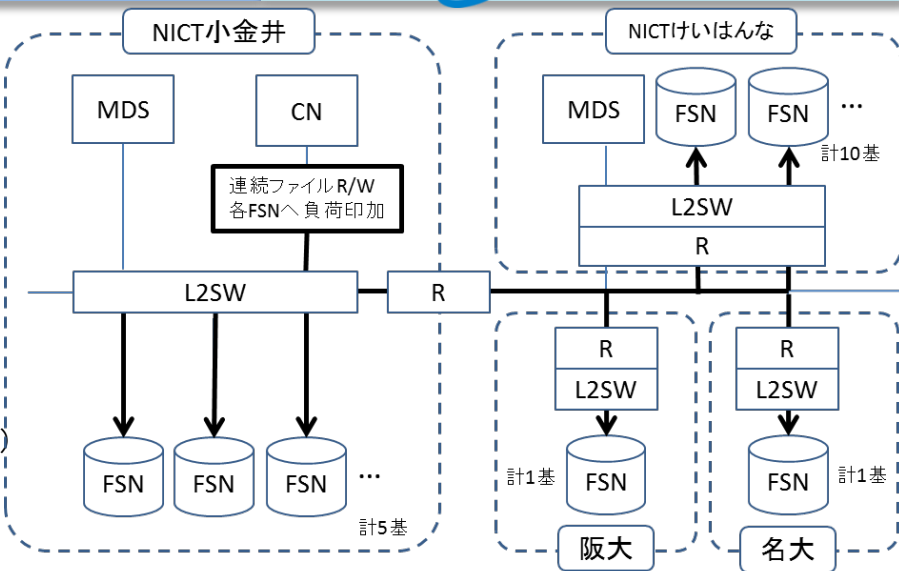 NICT小金井
MDS
CN
連続ファイルR/W
各FSNへ負荷印加
L2SW
R
FSN
FSN
FSN
…
計5基
)
NICTけいはんな
MDS
FSN
FSN
…
計10基
L2SW
R
R
L2SW
計1基
FSN
阪大
R
L2SW
FSN
計1基
名大